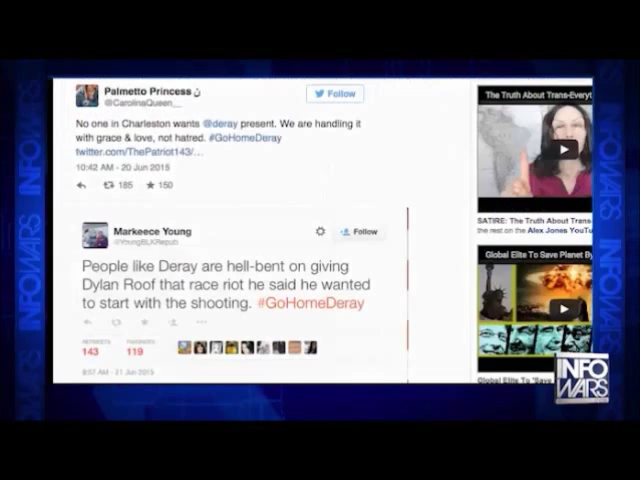 Palmetto Princess
@CarolinaQueen__
Follow
No one in Charleston wants @deray present. We are handling it
with grace & love, not hatred. #GoHomeDeray
twitter.com/ThePatriot143/...
10:42 AM - 20 Jun 2015
185
150
Markeece Young
@YoungBLKRepub
Follow
People like Deray are hell-bent on giving
Dylan Roof that race riot he said he wanted
to start with the shooting. #GoHomeDeray
RETWEETS
FAVORITES
143
119
9:57 AM - 21 Jun 2015
The Truth About Trans-Everyt
SATIRE: The Truth About Trans-
the rest on the Alex Jones YouTu
Global Elite To Save Planet By
Global Elite To 'Save
INFO
WARS
INFOWARS
INFOWARS
INFOWARS